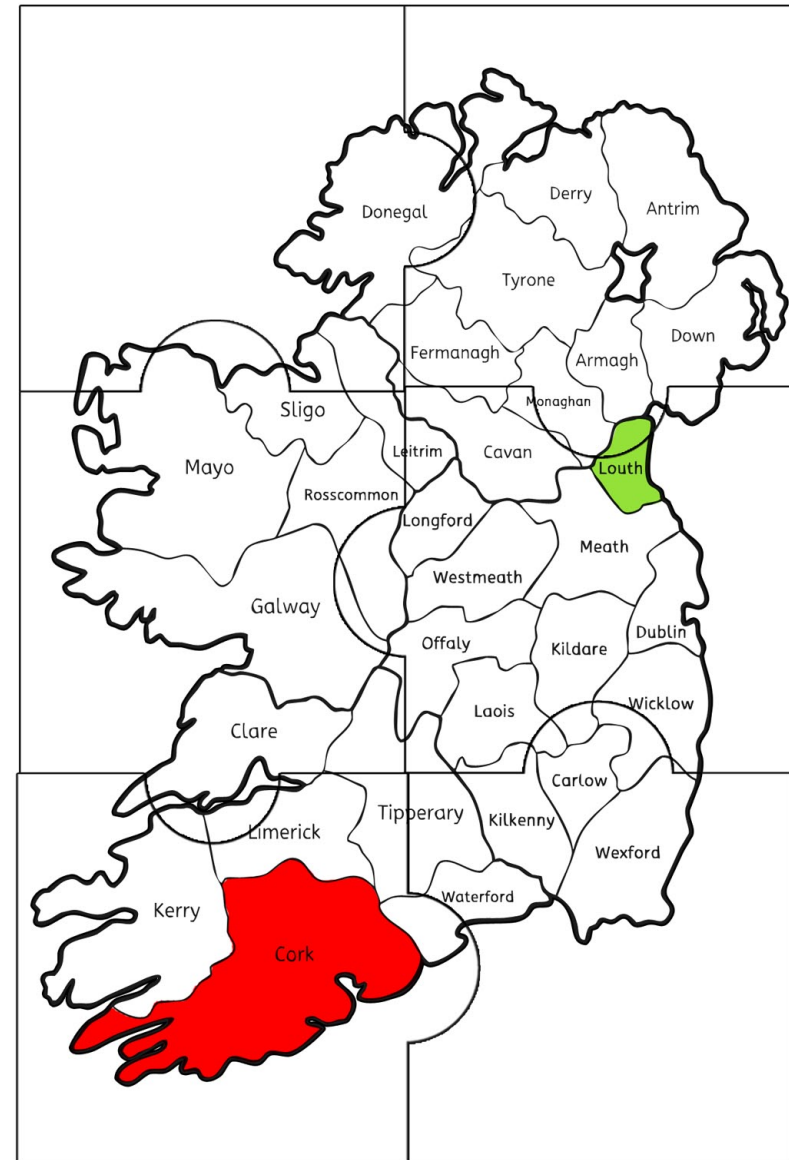 Donegal
Derry
Antrim
Tyrone
Fermanagh
Armagh
Down
Monaghan
Sligo
Leitrim
Cavan
Mayo
Rosscommon
Louth
Longford
Meath
Westmeath
Galway
Offaly
Kildare
Dublin
Clare
Laois
Wicklow
Carlow
Tipperary
Kilkenny
Limerick
Wexford
Kerry
Waterford
Cork